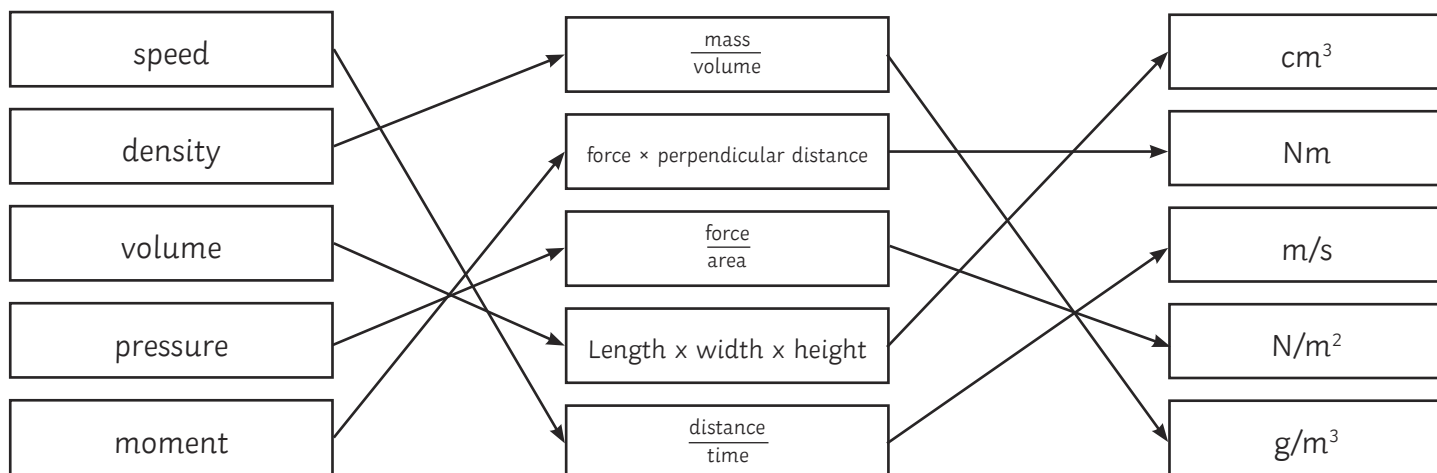 speed
density
volume
pressure
moment
mass
volume
force × perpendicular distance
force
area
Length x width x height
distance
time
cm³
Nm
m/s
N/m²
g/m³